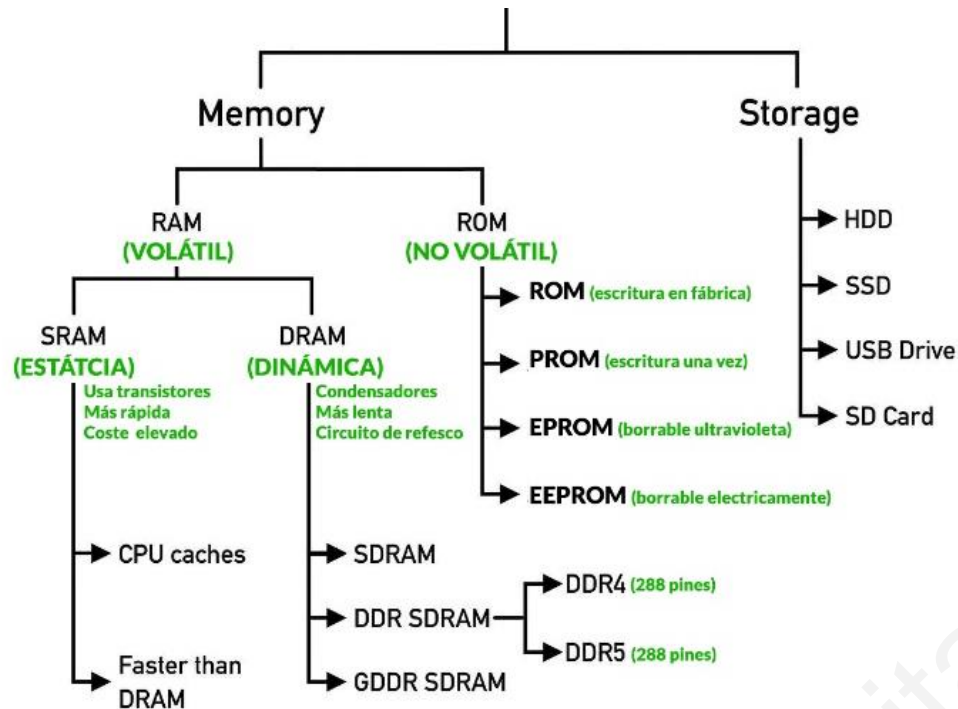 Memory
Storage
RAM
(VOLÁTIL)
ROM
(NO VOLÁTIL)
HDD
SSD
USB Drive
SD Card
ROM (escritura en fábrica)
PROM (escritura una vez)
EPROM (borrable ultravioleta)
EEPROM (borrable electricamente)
SRAM
(ESTÁTCIA)
Usa transistores
Más rápida
Coste elevado
DRAM
(DINÁMICA)
Condensadores
Más lenta
Circuito de refesco
CPU caches
Faster than
DRAM
SDRAM
DDR SDRAM
GDDR SDRAM
DDR4 (288 pines)
DDR5 (288 pines)